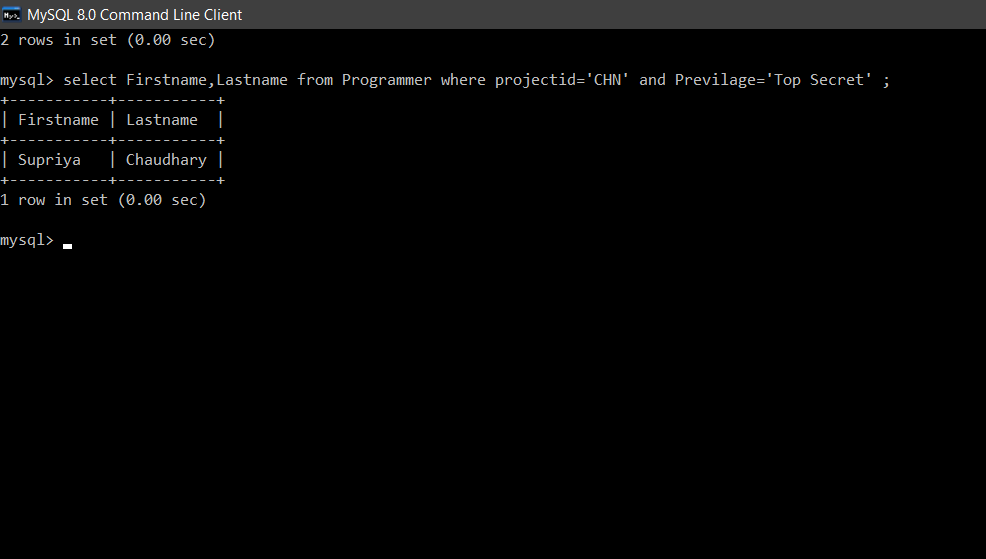 MySQL 8.0 Command Line Client
2 rows in set (0.00 sec)
mysql> select Firstname,Lastname from Programmer where projectid='CHN' and Previlage='Top Secret' ;
+-----------+-----------+
| Firstname | Lastname  |
+-----------+-----------+
| Supriya   | Chaudhary |
+-----------+-----------+
1 row in set (0.00 sec)
mysql>